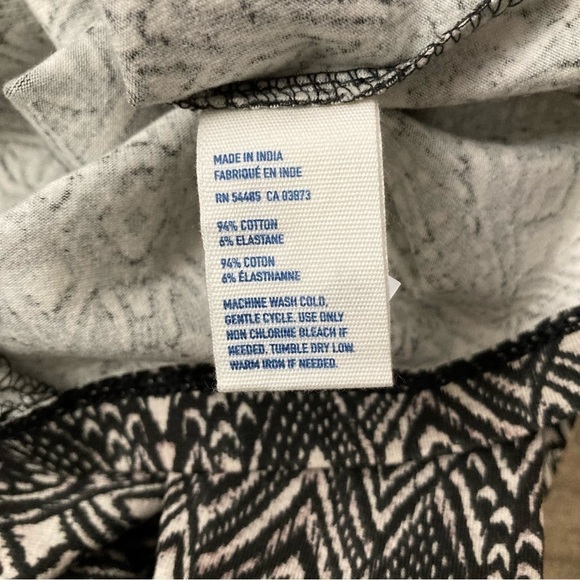 MADE IN INDIA
FABRIQUÉ EN INDE
RN 54485 CA 03873
94% COTTON
6% ELASTANE
94% COTON
6% ÉLASTHANNE
MACHINE WASH COLD,
GENTLE CYCLE. USE ONLY
NON CHLORINE BLEACH IF
NEEDED, TUMBLE DRY LOW.
WARM IRON IF NEEDED.